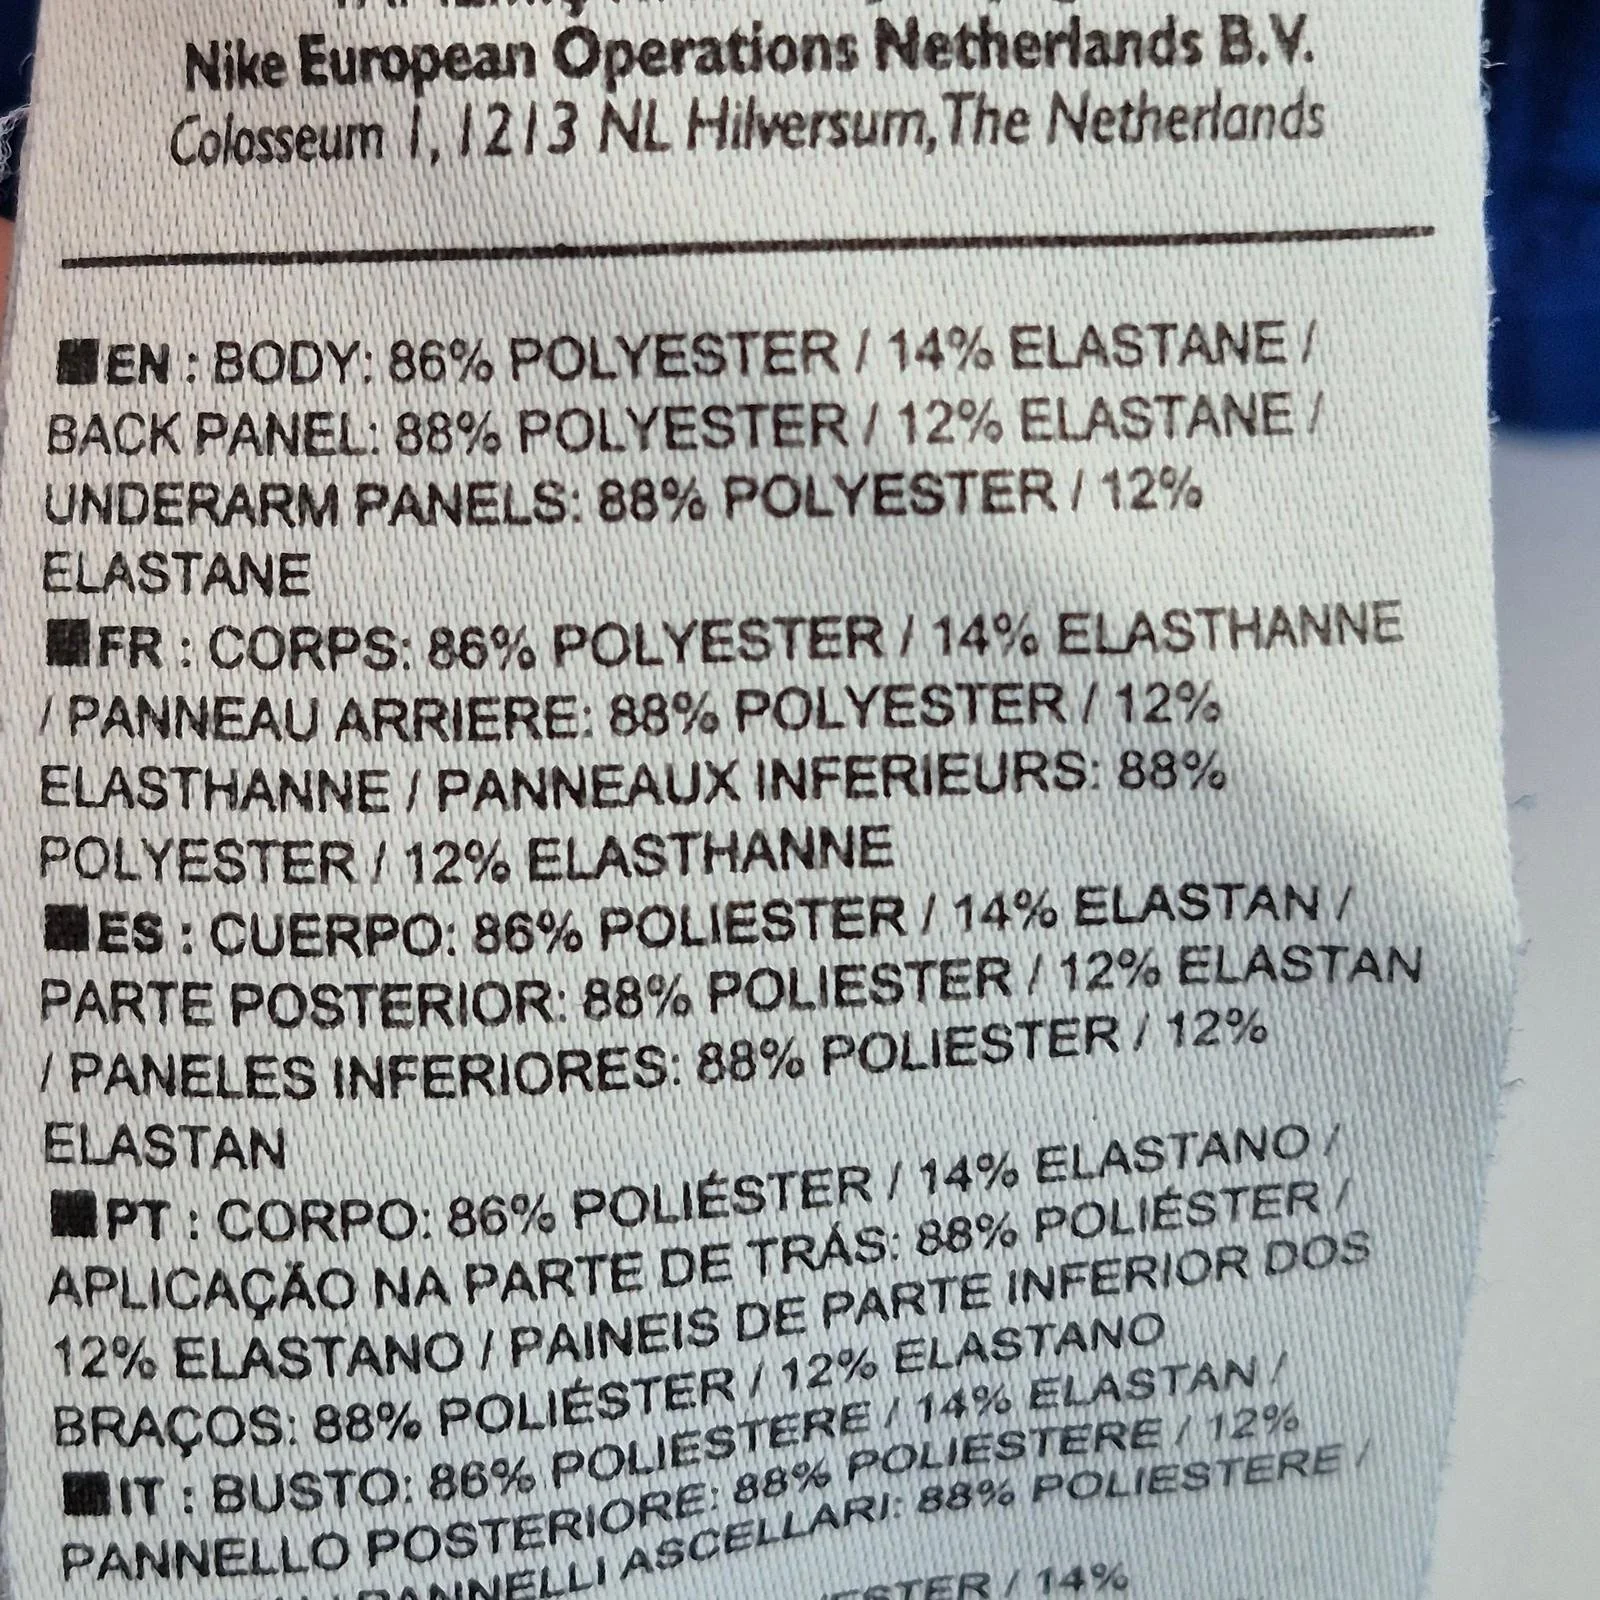 Nike European Operations Netherlands B.V.
Colosseum 1, 1213 NL Hilversum, The Netherlands
EN : BODY: 86% POLYESTER / 14% ELASTANE /
BACK PANEL: 88% POLYESTER / 12% ELASTANE /
UNDERARM PANELS: 88% POLYESTER / 12%
ELASTANE
FR : CORPS: 86% POLYESTER / 14% ELASTHANNE
/ PANNEAU ARRIERE: 88% POLYESTER / 12%
ELASTHANNE / PANNEAUX INFERIEURS: 88%
POLYESTER / 12% ELASTHANNE
ES : CUERPO: 86% POLIESTER / 14% ELASTAN /
PARTE POSTERIOR: 88% POLIESTER / 12% ELASTAN
/ PANELES INFERIORES: 88% POLIESTER / 12%
ELASTAN
PT : CORPO: 86% POLIÉSTER / 14% ELASTANO /
APLICAÇÃO NA PARTE DE TRÁS: 88% POLIÉSTER /
12% ELASTANO / PAINEIS DE PARTE INFERIOR DOS
BRAÇOS: 88% POLIÉSTER / 12% ELASTANO
IT : BUSTO: 86% POLIESTERE / 14% ELASTAN /
PANNELLO POSTERIORE: 88% POLIESTERE / 12%
PANNELLI ASCELLARI: 88% POLIESTERE /
/ 14%